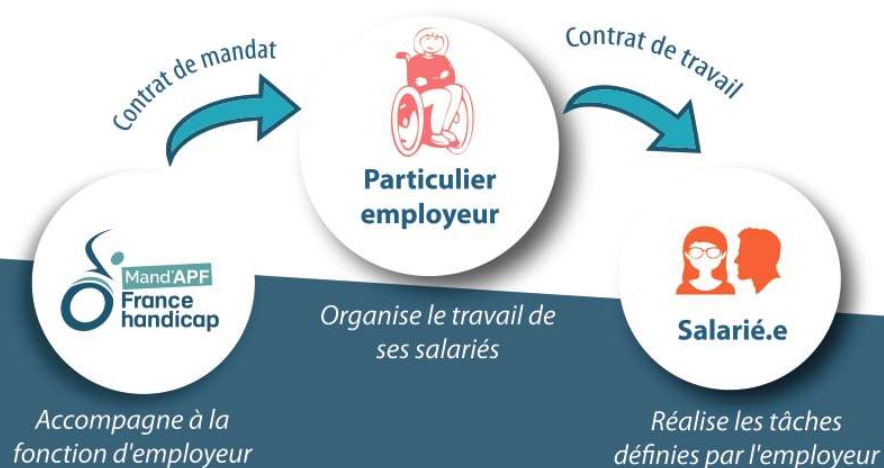 Contrat de mandat
Contrat de travail
Particulier
employeur
Mand'APF
France
handicap
Organise le travail de
ses salariés
Salarié.e
Accompagne à la
fonction d'employeur
Réalise les tâches
définies par l'employeur